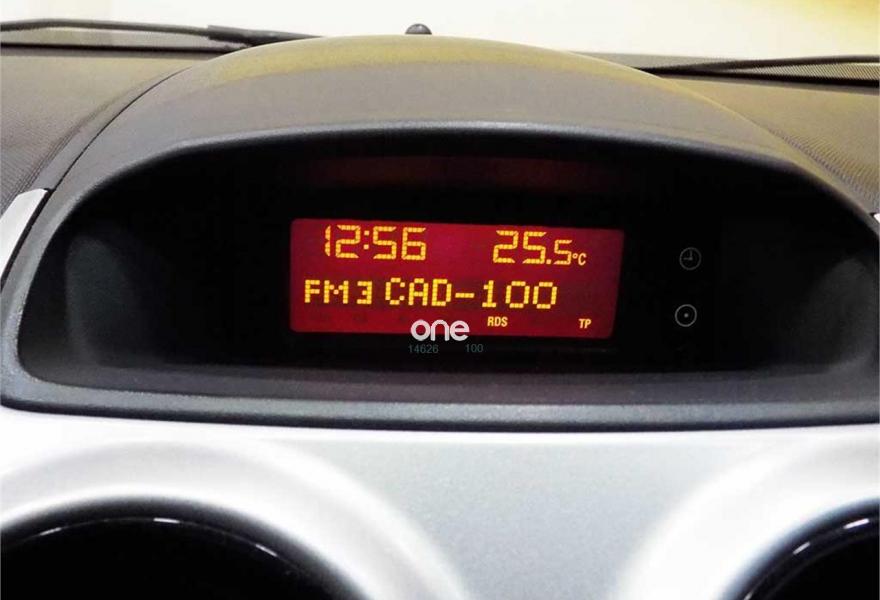 12:56 25.5°C
FM3 CAD-100
RDS TP
one
14626 100